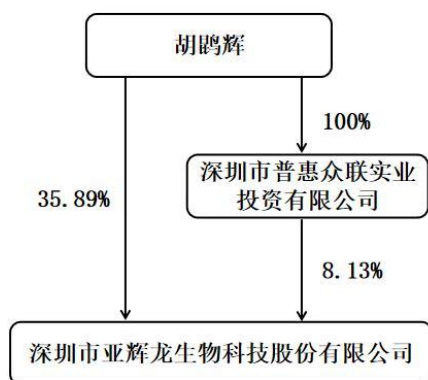 胡鹍辉
100%
深圳市普惠众联实业
投资有限公司
35.89%
8.13%
深圳市亚辉龙生物科技股份有限公司